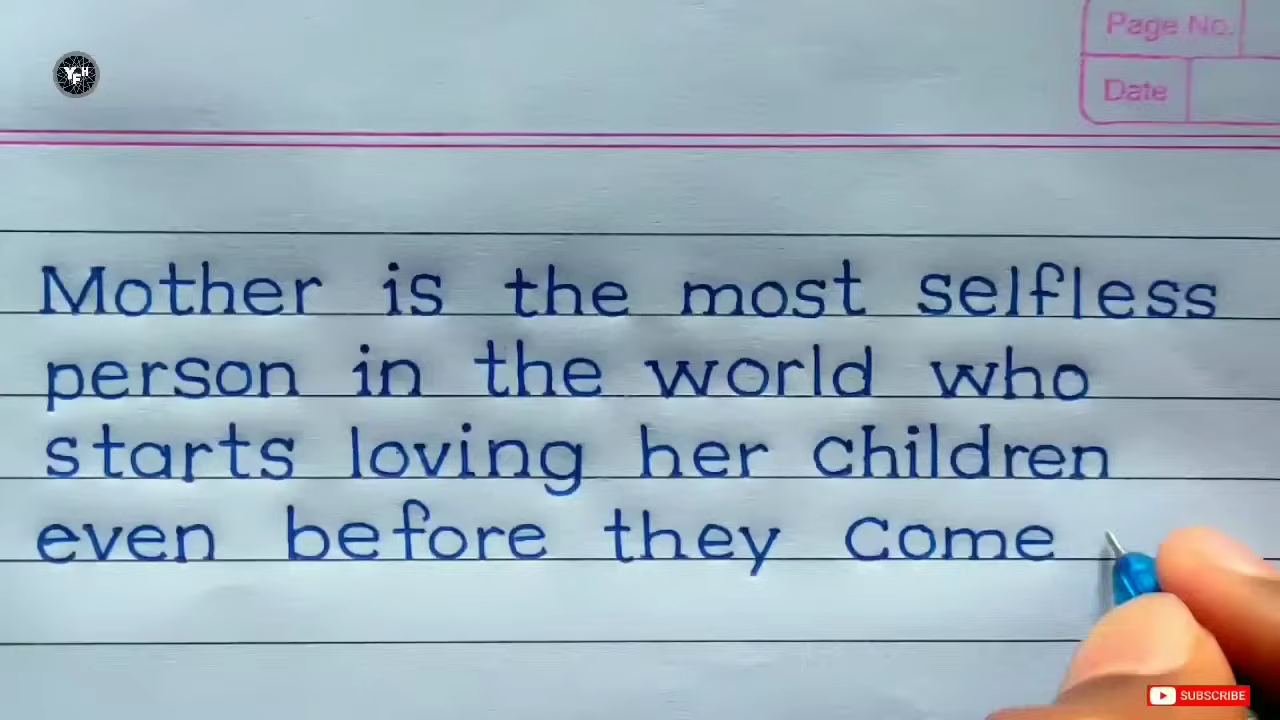 YFH
Page No.
Date
Mother is the most selfless
person in the world who
starts loving her children
even before they come
SUBSCRIBE